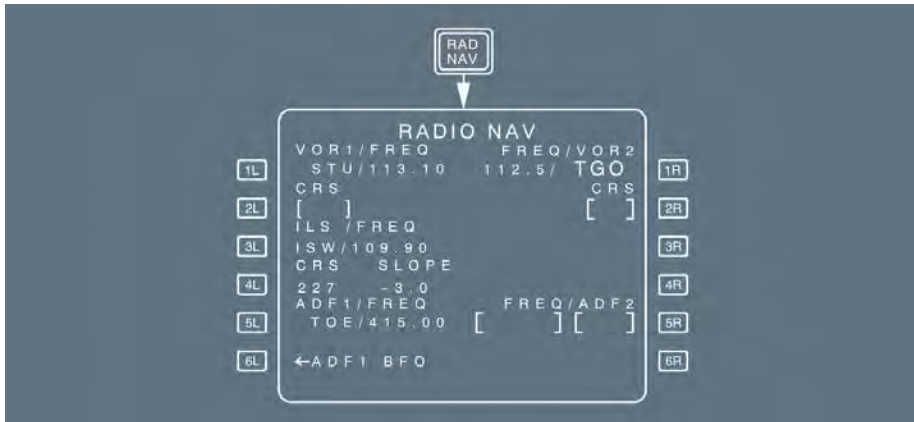 RAD
NAV
RADIO NAV
VOR1/FREQ FREQ/VOR2
1L STU/113.10 112.5/ TGO 1R
CRS CRS
2L [ ] [ ] 2R
ILS /FREQ
3L ISW/109.90 3R
CRS SLOPE
4L 227 -3.0 4R
ADF1/FREQ FREQ/ADF2
5L TOE/415.00 [ ] [ ] 5R
6L ←ADF1 BFO 6R